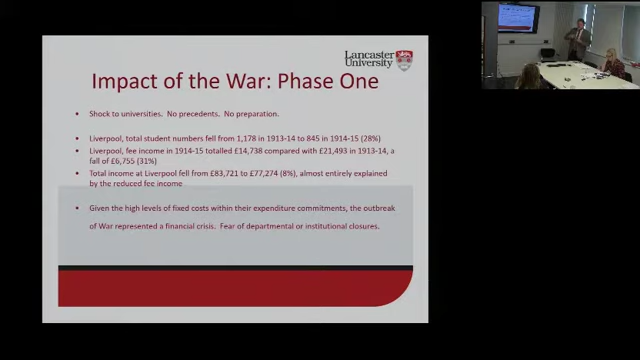 Lancaster
University
Impact of the War: Phase One
• Shock to universities. No precedents. No preparation.
• Liverpool, total student numbers fell from 1,178 in 1913-14 to 845 in 1914-15 (28%)
• Liverpool, fee income in 1914-15 totalled £14,738 compared with £21,493 in 1913-14, a
fall of £6,755 (31%)
• Total income at Liverpool fell from £83,721 to £77,274 (8%), almost entirely explained
by the reduced fee income
• Given the high levels of fixed costs within their expenditure commitments, the outbreak
of War represented a financial crisis. Fear of departmental or institutional closures.